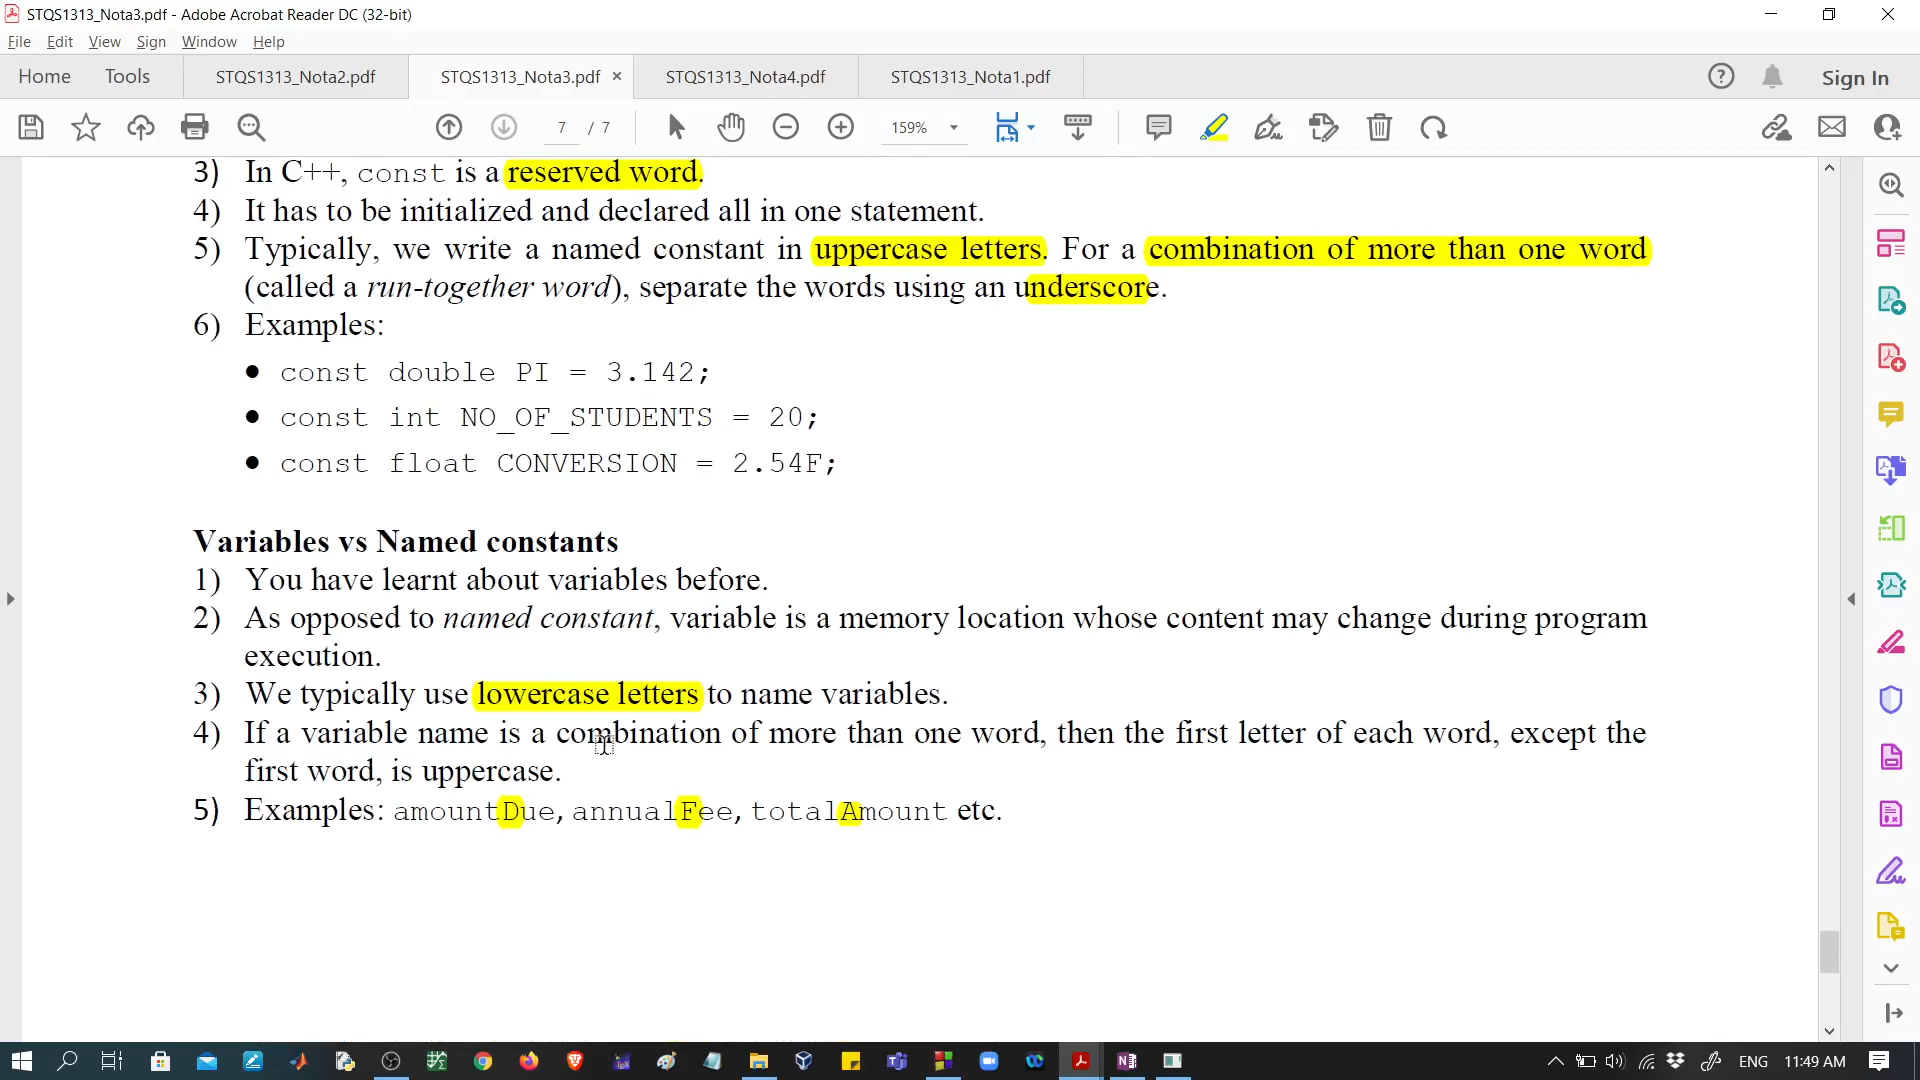 STQS1313_Nota3.pdf - Adobe Acrobat Reader DC (32-bit)
File Edit View Sign Window Help
Home Tools STQS1313_Nota2.pdf STQS1313_Nota3.pdf × STQS1313_Nota4.pdf STQS1313_Nota1.pdf Sign In
7 / 7 159%
3) In C++, const is a reserved word.
4) It has to be initialized and declared all in one statement.
5) Typically, we write a named constant in uppercase letters. For a combination of more than one word
(called a run-together word), separate the words using an underscore.
6) Examples:
• const double PI = 3.142;
• const int NO_OF_STUDENTS = 20;
• const float CONVERSION = 2.54F;
Variables vs Named constants
1) You have learnt about variables before.
2) As opposed to named constant, variable is a memory location whose content may change during program
execution.
3) We typically use lowercase letters to name variables.
4) If a variable name is a combination of more than one word, then the first letter of each word, except the
first word, is uppercase.
5) Examples: amountDue, annualFee, totalAmount etc.
ENG 11:49 AM